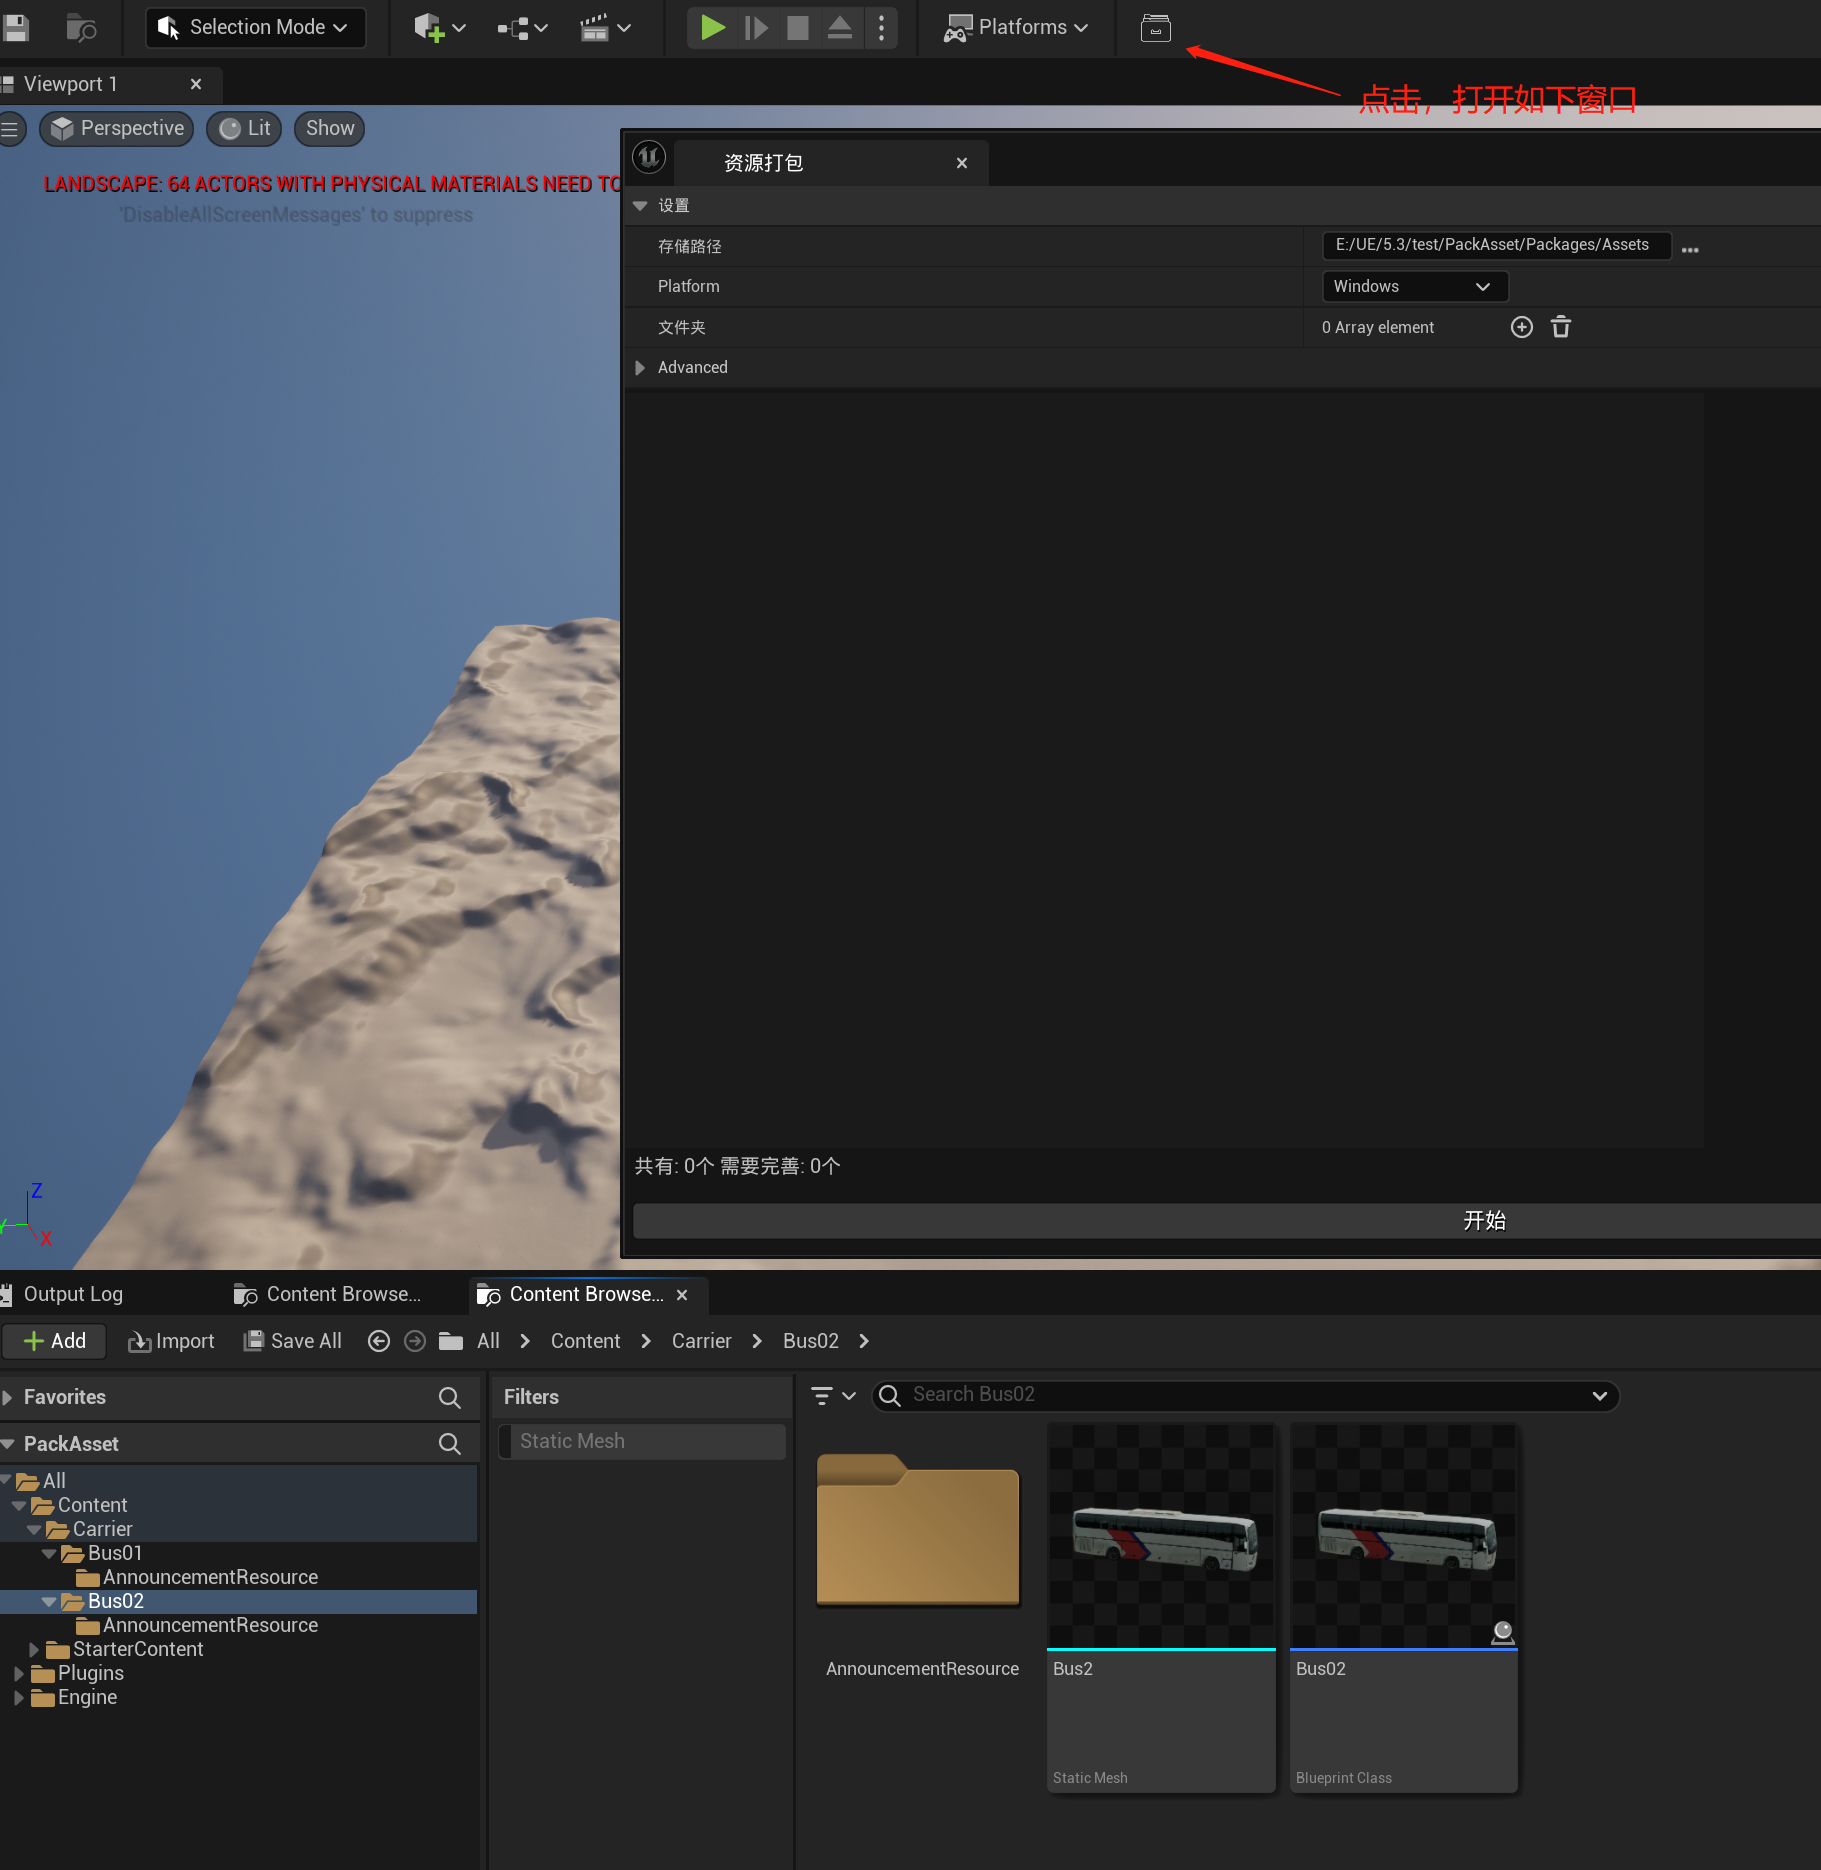 Selection Mode
Platforms
点击，打开如下窗口
Viewport 1
Perspective
Lit
Show
LANDSCAPE: 64 ACTORS WITH PHYSICAL MATERIALS NEED TO
'DisableAllScreenMessages' to suppress
资源打包
设置
存储路径
E:/UE/5.3/test/PackAsset/Packages/Assets
Platform
Windows
文件夹
0 Array element
Advanced
共有: 0个 需要完善: 0个
开始
Z
Y
X
Output Log
Content Browse...
Content Browse...
Add
Import
Save All
All
Content
Carrier
Bus02
Favorites
PackAsset
All
Content
Carrier
Bus01
AnnouncementResource
Bus02
AnnouncementResource
StarterContent
Plugins
Engine
Filters
Static Mesh
Search Bus02
AnnouncementResource
Bus2
Static Mesh
Bus02
Blueprint Class